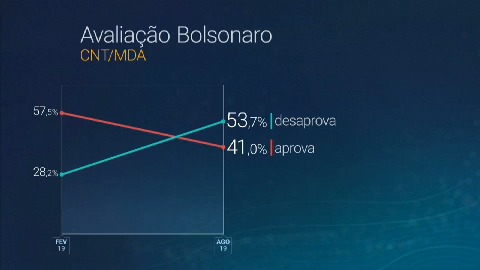 Avaliação Bolsonaro
CNT/MDA
57,5%
53,7% desaprova
41,0% aprova
28,2%
FEV
19
AGO
19